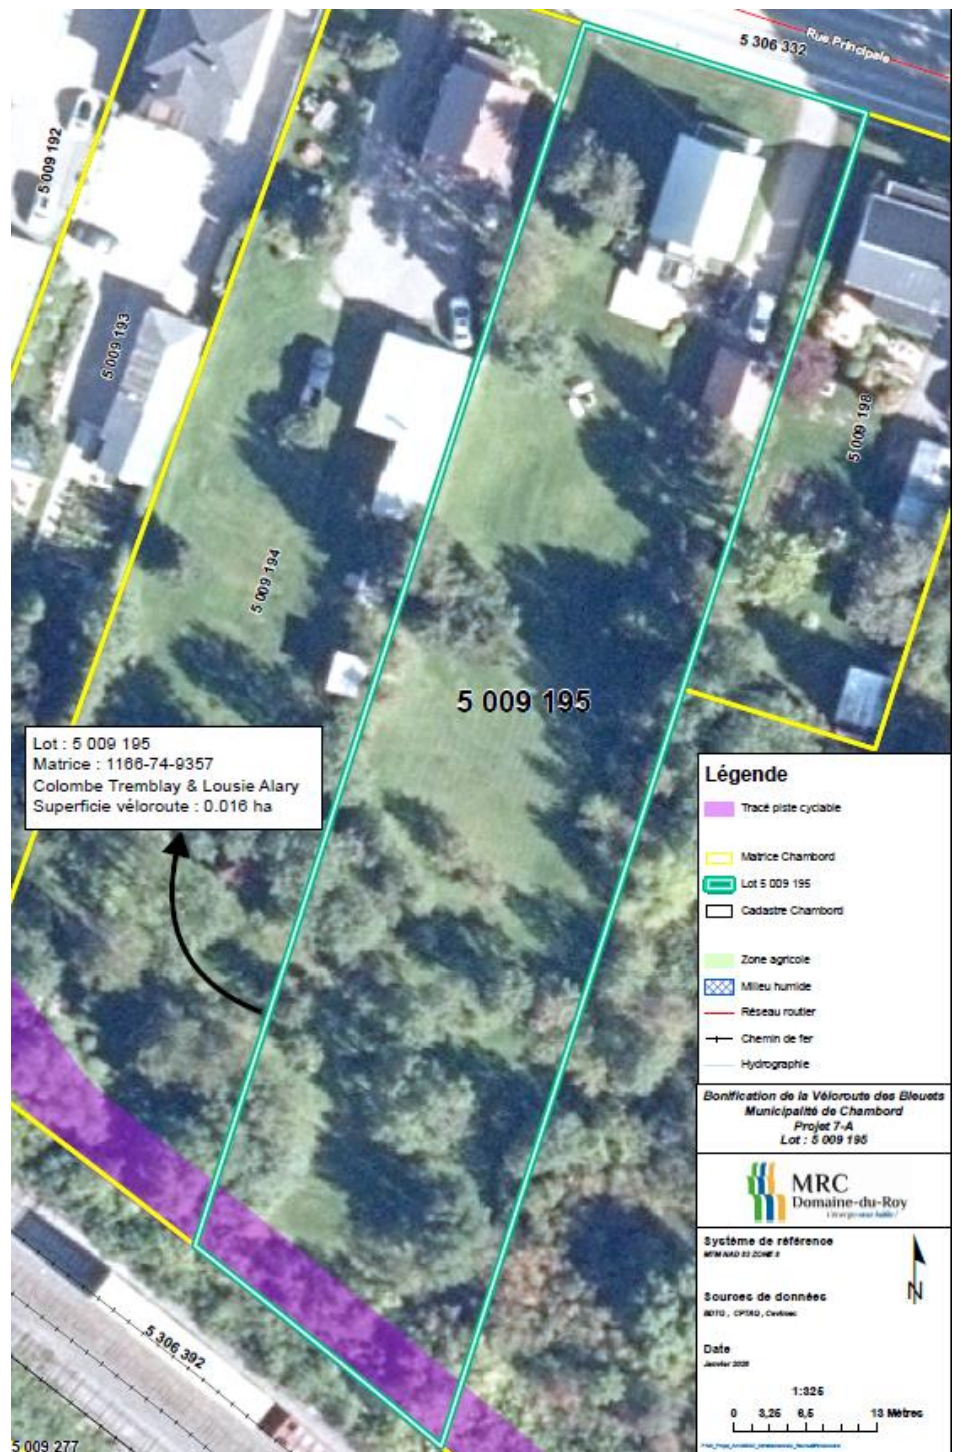 5 306 332
Rue Principale
5 009 192
5 009 193
5 009 194
5 009 198
5 009 195
Lot : 5 009 195
Matrice : 1166-74-9357
Colombe Tremblay & Lousie Alary
Superficie véloroute : 0.016 ha
5 306 392
5 009 277
Légende
Tracé piste cyclable
Matrice Chambord
Lot 5 009 195
Cadastre Chambord
Zone agricole
Milieu humide
Réseau routier
Chemin de fer
Hydrographie
Bonification de la Véloroute des Bleuets
Municipalité de Chambord
Projet 7-A
Lot : 5 009 195
MRC
Domaine-du-Roy
Système de référence
Sources de données
Date
N
1:325
0 3,25 6,5 13 Mètres